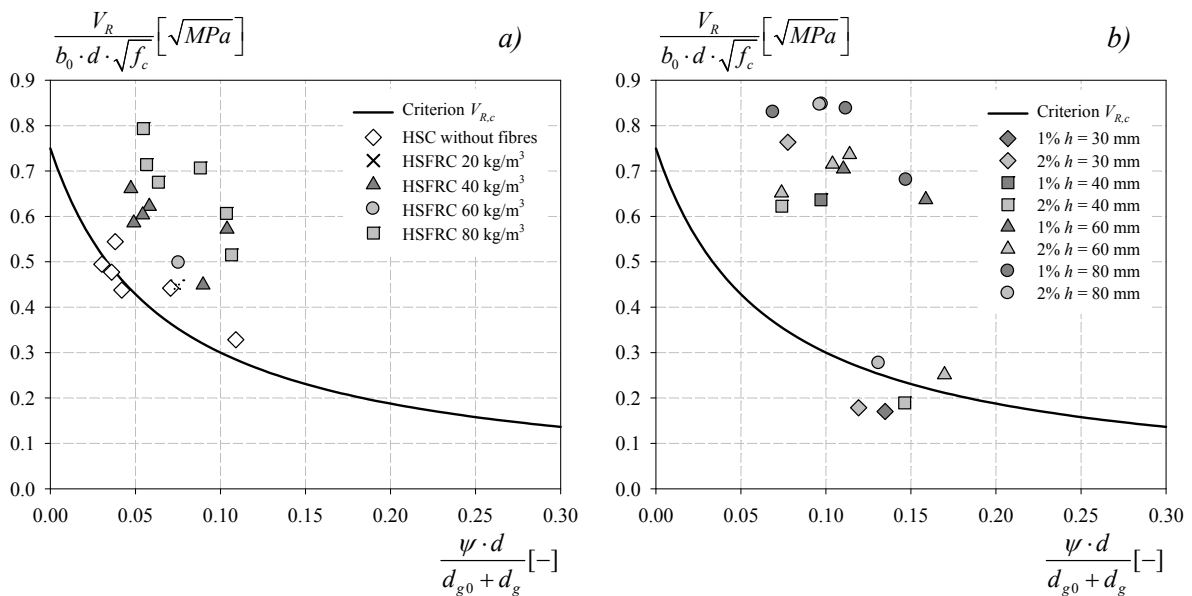 V_R / (b_0 · d · √f_c) [√MPa]
a)
0.9
0.8
0.7
0.6
0.5
0.4
0.3
0.2
0.1
0.0
0.00 0.05 0.10 0.15 0.20 0.25 0.30
Criterion V_{R,c}
HSC without fibres
HSFRC 20 kg/m³
HSFRC 40 kg/m³
HSFRC 60 kg/m³
HSFRC 80 kg/m³
ψ · d / (d_{g0} + d_g) [−]
V_R / (b_0 · d · √f_c) [√MPa]
b)
0.9
0.8
0.7
0.6
0.5
0.4
0.3
0.2
0.1
0.0
0.00 0.05 0.10 0.15 0.20 0.25 0.30
Criterion V_{R,c}
1% h = 30 mm
2% h = 30 mm
1% h = 40 mm
2% h = 40 mm
1% h = 60 mm
2% h = 60 mm
1% h = 80 mm
2% h = 80 mm
ψ · d / (d_{g0} + d_g) [−]